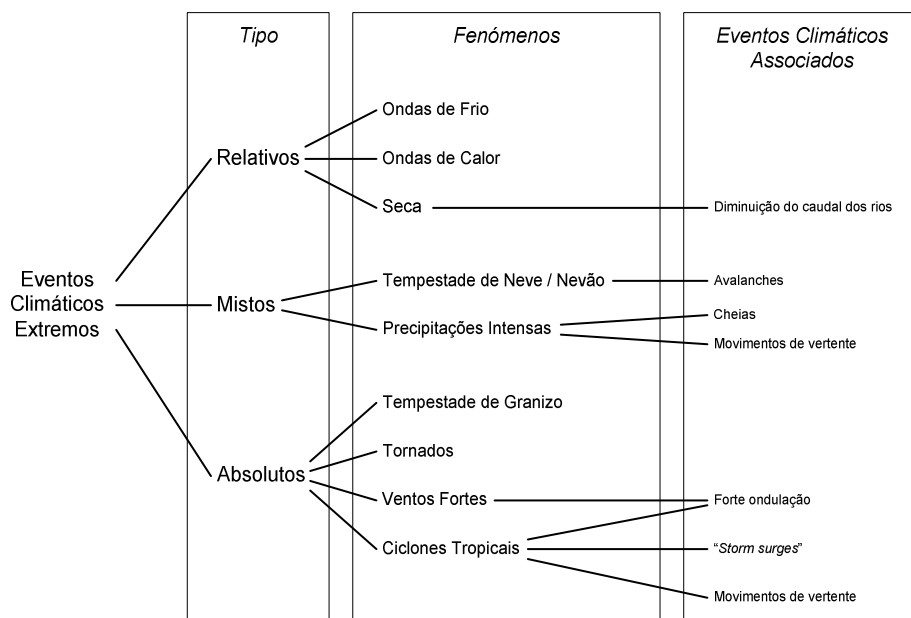 Tipo
Fenómenos
Eventos Climáticos
Associados
Ondas de Frio
Relativos
Ondas de Calor
Seca
Diminuição do caudal dos rios
Eventos
Climáticos
Extremos
Mistos
Tempestade de Neve / Nevão
Avalanches
Precipitações Intensas
Cheias
Movimentos de vertente
Tempestade de Granizo
Absolutos
Tornados
Ventos Fortes
Forte ondulação
Ciclones Tropicais
“Storm surges”
Movimentos de vertente